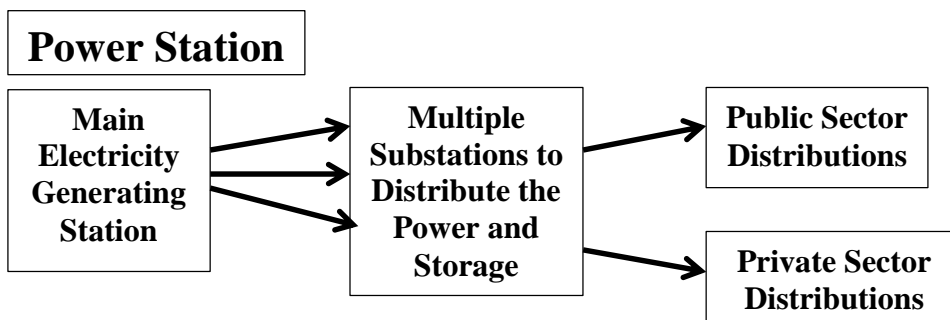 Power Station
Main
Electricity
Generating
Station
Multiple
Substations to
Distribute the
Power and
Storage
Public Sector
Distributions
Private Sector
Distributions